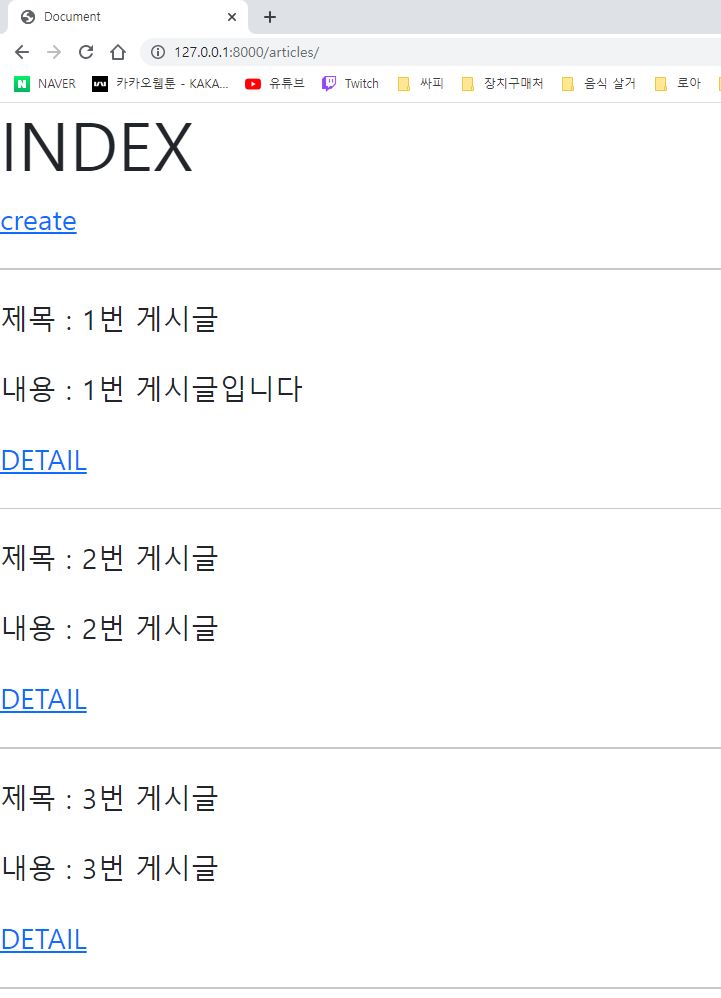 Document
127.0.0.1:8000/articles/
NAVER 카카오웹툰 - KAKA... 유튜브 Twitch 싸피 장치구매처 음식 살거 로아
INDEX
create
제목 : 1번 게시글
내용 : 1번 게시글입니다
DETAIL
제목 : 2번 게시글
내용 : 2번 게시글
DETAIL
제목 : 3번 게시글
내용 : 3번 게시글
DETAIL